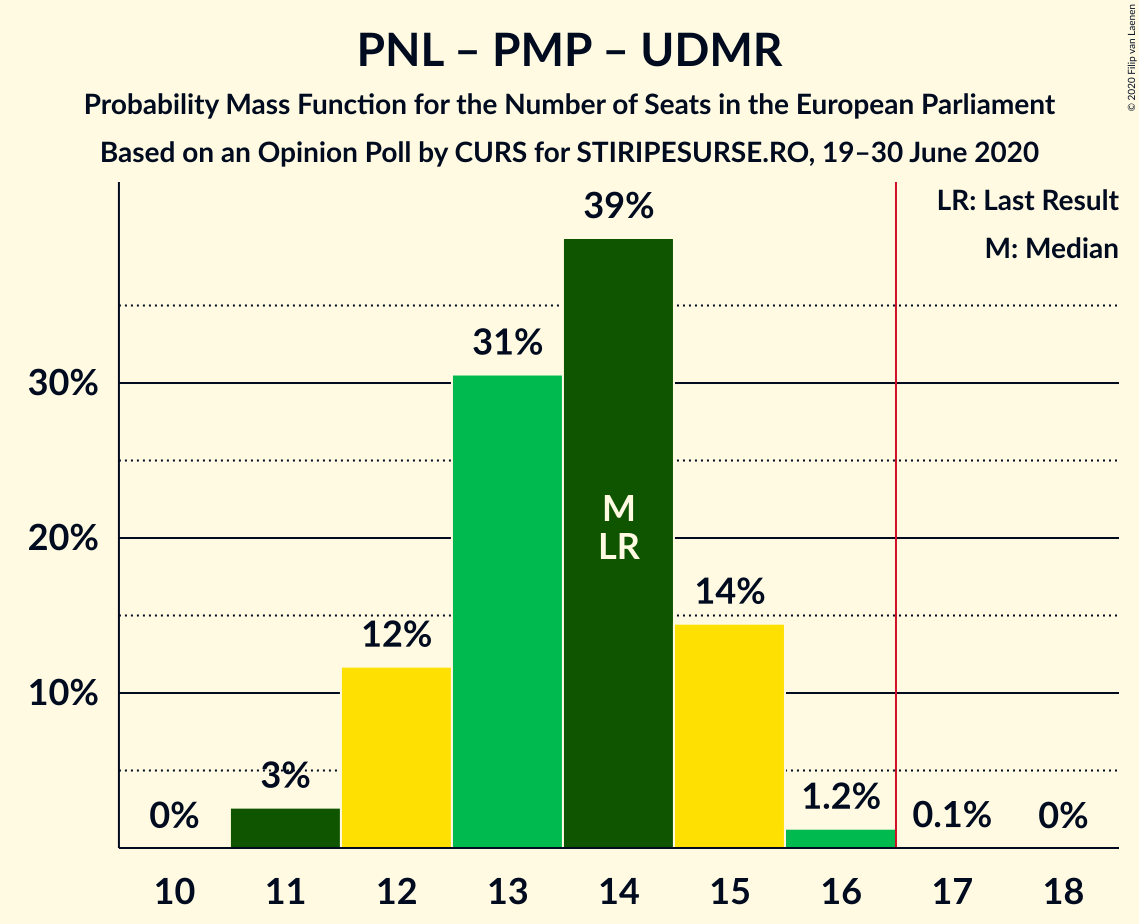 PNL – PMP – UDMR
Probability Mass Function for the Number of Seats in the European Parliament
Based on an Opinion Poll by CURS for STIRIPESURSE.RO, 19–30 June 2020
© 2020 Filip van Laenen
LR: Last Result
M: Median
30%
20%
10%
0%
3%
12%
31%
39%
14%
1.2%
0.1%
0%
M
LR
10
11
12
13
14
15
16
17
18